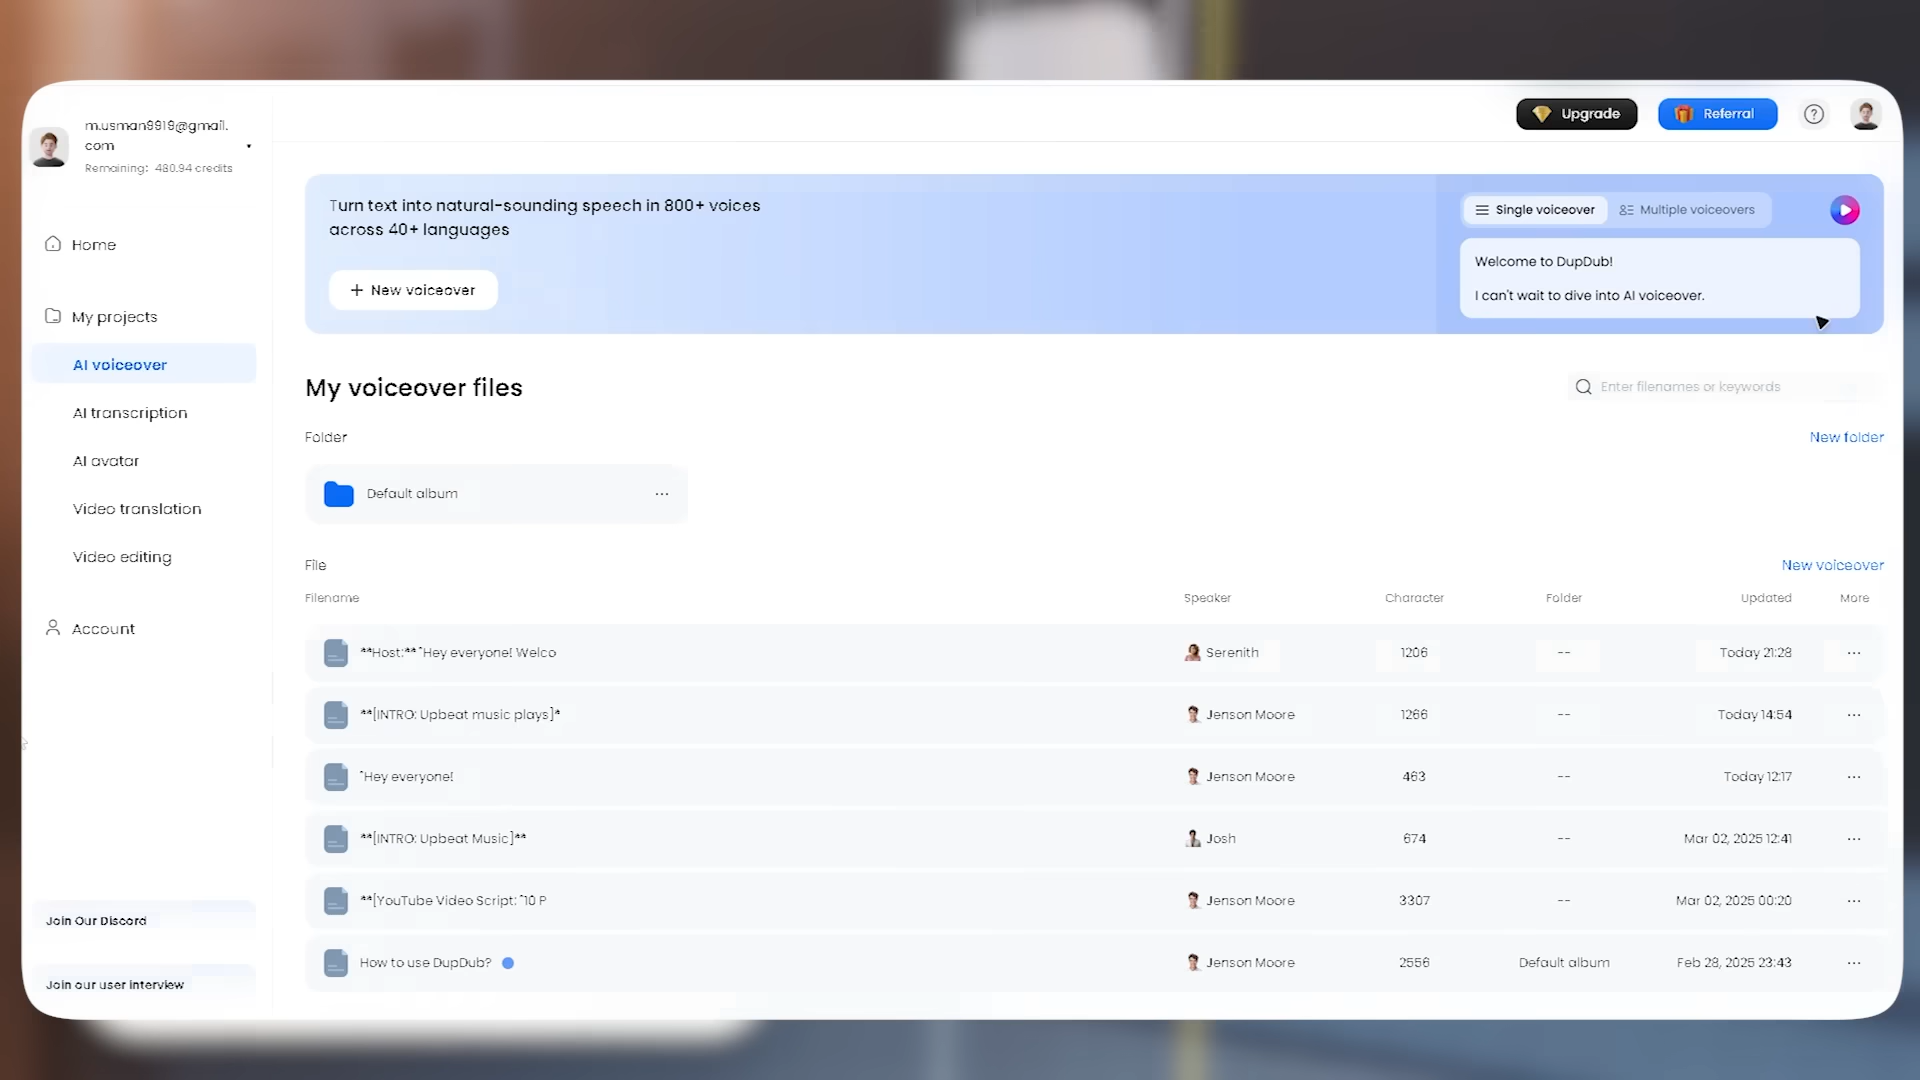 m.usman9919@gmail.
com
Remaining: 480.94 credits
Home
My projects
AI voiceover
AI transcription
AI avatar
Video translation
Video editing
Account
Join Our Discord
Join our user interview
Upgrade
Referral
Turn text into natural-sounding speech in 800+ voices
across 40+ languages
+ New voiceover
Single voiceover
Multiple voiceovers
Welcome to DupDub!
I can't wait to dive into AI voiceover.
My voiceover files
Enter filenames or keywords
Folder
New folder
Default album
File
New voiceover
Filename Speaker Character Folder Updated More
**Host:** "Hey everyone! Welco Serenith 1206 -- Today 21:28
**[INTRO: Upbeat music plays]* Jenson Moore 1266 -- Today 14:54
"Hey everyone! Jenson Moore 463 -- Today 12:17
**[INTRO: Upbeat Music]** Josh 674 -- Mar 02, 2025 12:41
**[YouTube Video Script: "10 P Jenson Moore 3307 -- Mar 02, 2025 00:20
How to use DupDub? Jenson Moore 2556 Default album Feb 28, 2025 23:43